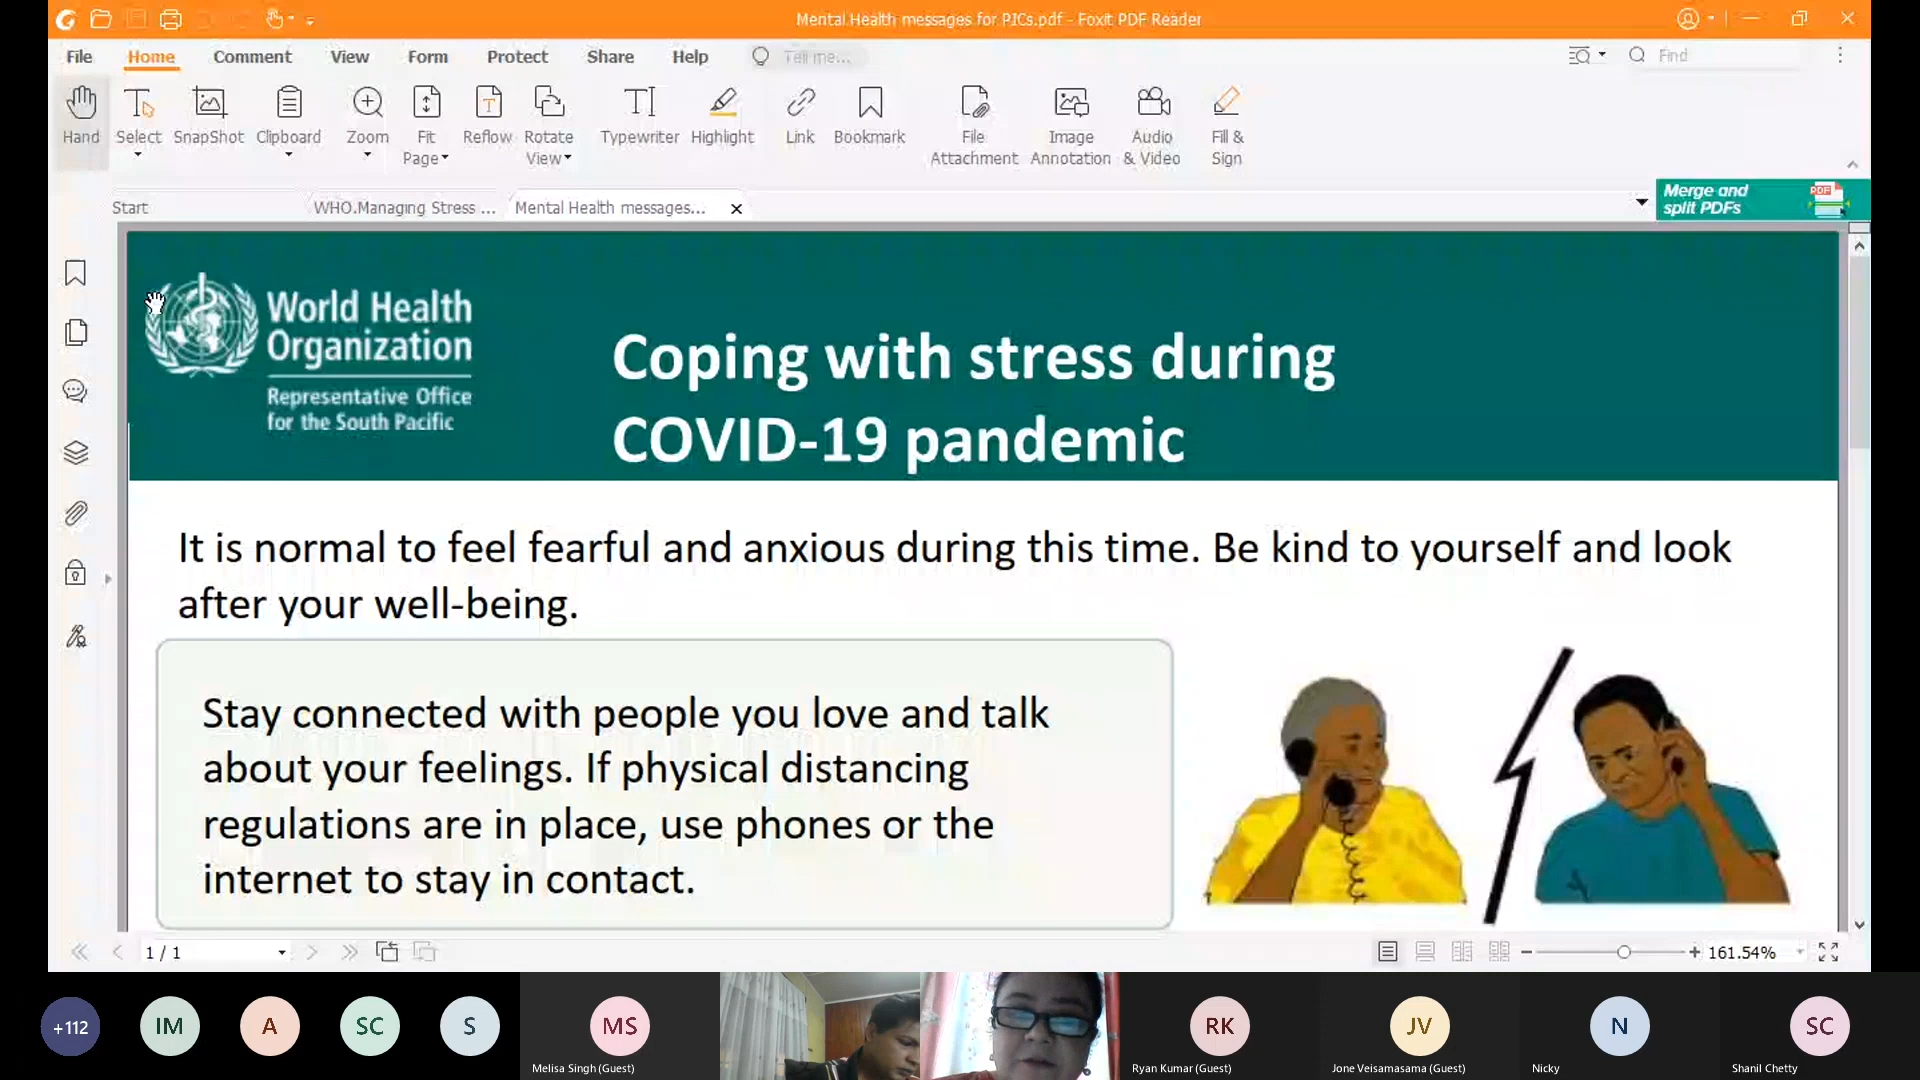 Mental Health messages for PICs.pdf - Foxit PDF Reader
File Home Comment View Form Protect Share Help Tell me... Find
Hand Select SnapShot Clipboard Zoom Fit Page Reflow Rotate View Typewriter Highlight Link Bookmark File Attachment Image Annotation Audio & Video Fill & Sign
Start WHO.Managing Stress ... Mental Health messages...
Merge and
split PDFs
PDF
World Health
Organization
Representative Office
for the South Pacific
Coping with stress during
COVID-19 pandemic
It is normal to feel fearful and anxious during this time. Be kind to yourself and look
after your well-being.
Stay connected with people you love and talk
about your feelings. If physical distancing
regulations are in place, use phones or the
internet to stay in contact.
1 / 1 161.54%
+112 IM A SC S MS RK JV N SC
Melisa Singh (Guest) Ryan Kumar (Guest) Jone Veisamasama (Guest) Nicky Shanil Chetty